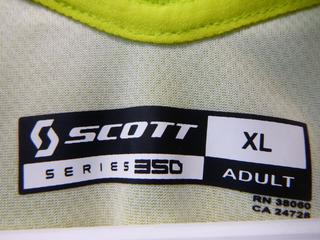 SCOTT
XL
SERIES 350
ADULT
RN 38060
CA 24728